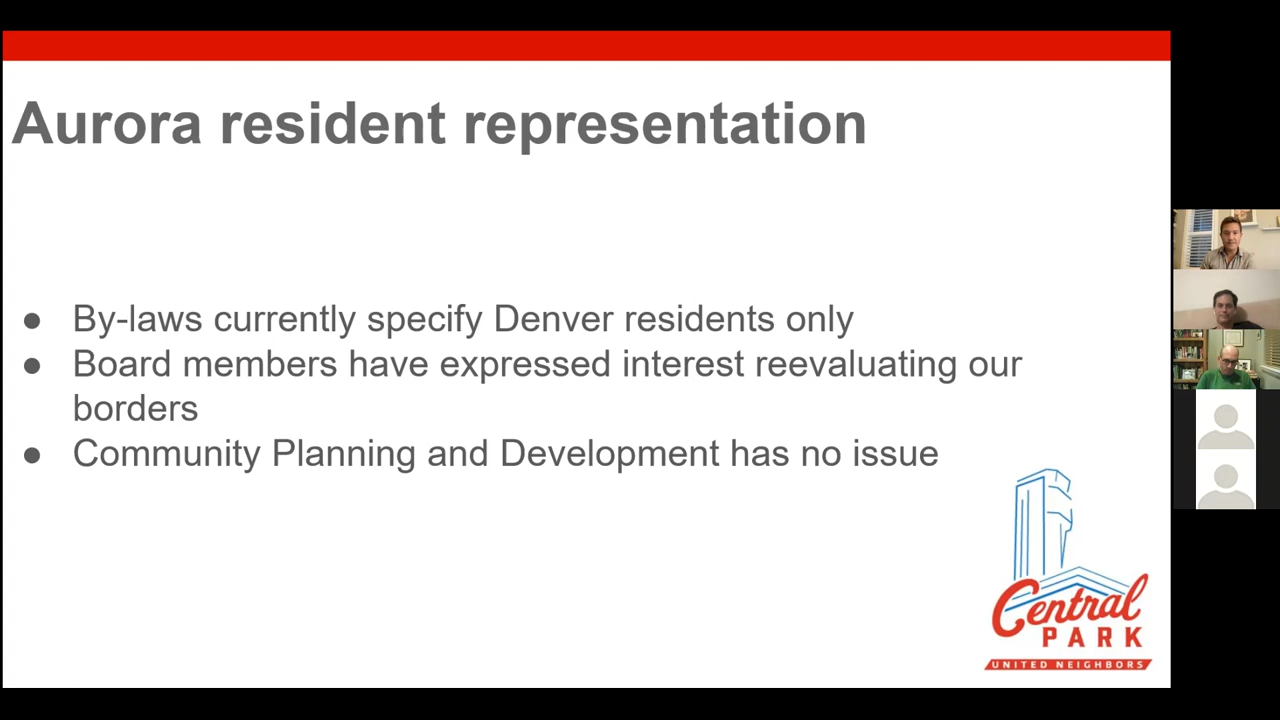 Aurora resident representation
● By-laws currently specify Denver residents only
● Board members have expressed interest reevaluating our
borders
● Community Planning and Development has no issue
Central
PARK
UNITED NEIGHBORS